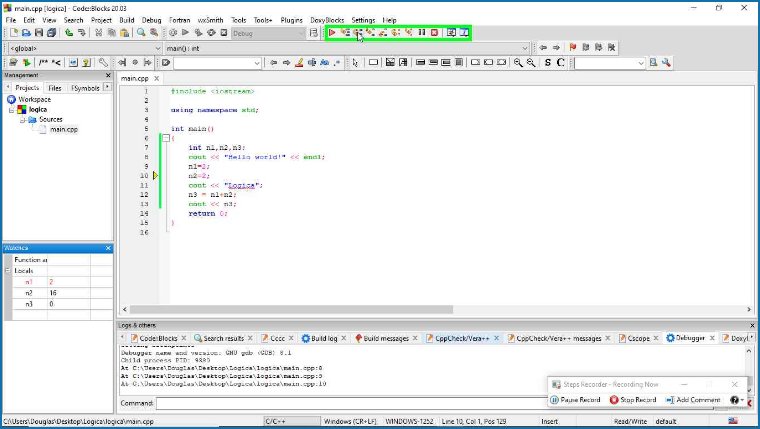 main.cpp [logica] - Code::Blocks 20.03
File Edit View Search Project Build Debug Fortran wxSmith Tools Tools+ Plugins DoxyBlocks Settings Help
Debug
<global>
main() : int
/** *<
S C
Management
Projects Files FSymbols
Workspace
logica
Sources
main.cpp
main.cpp
1 #include <iostream>
2
3 using namespace std;
4
5 int main()
6 {
7 int n1,n2,n3;
8 cout << "Hello world!" << endl;
9 n1=2;
10 n2=2;
11 cout << "Logica";
12 n3 = n1+n2;
13 cout << n3;
14 return 0;
15 }
16
Watches
Function ar
Locals
n1 2
n2 16
n3 0
Logs & others
Code::Blocks Search results Cccc Build log Build messages CppCheck/Vera++ CppCheck/Vera++ messages Cscope Debugger DoxyB
Debugger name and version: GNU gdb (GDB) 8.1
Child process PID: 9880
At C:\Users\Douglas\Desktop\Logica\logica\main.cpp:8
At C:\Users\Douglas\Desktop\Logica\logica\main.cpp:9
At C:\Users\Douglas\Desktop\Logica\logica\main.cpp:10
Command:
Steps Recorder - Recording Now
Pause Record Stop Record Add Comment
C:\Users\Douglas\Desktop\Logica\logica\main.cpp C/C++ Windows (CR+LF) WINDOWS-1252 Line 10, Col 1, Pos 129 Insert Read/Write default